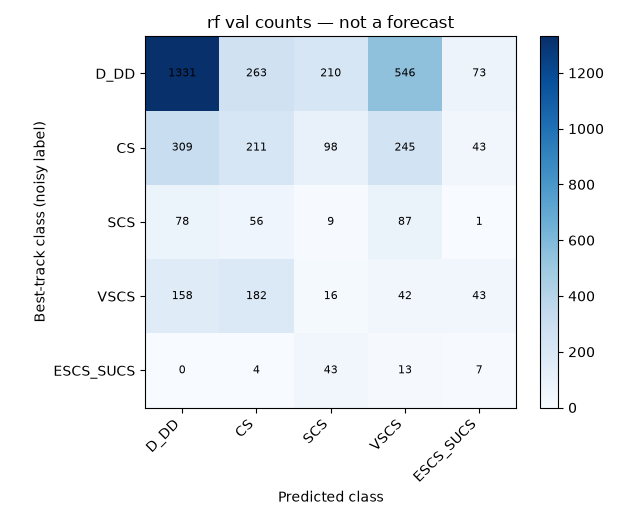 rf val counts — not a forecast
Best-track class (noisy label)
D_DD 1331 263 210 546 73
CS 309 211 98 245 43
SCS 78 56 9 87 1
VSCS 158 182 16 42 43
ESCS_SUCS 0 4 43 13 7
D_DD CS SCS VSCS ESCS_SUCS
Predicted class
1200
1000
800
600
400
200
0